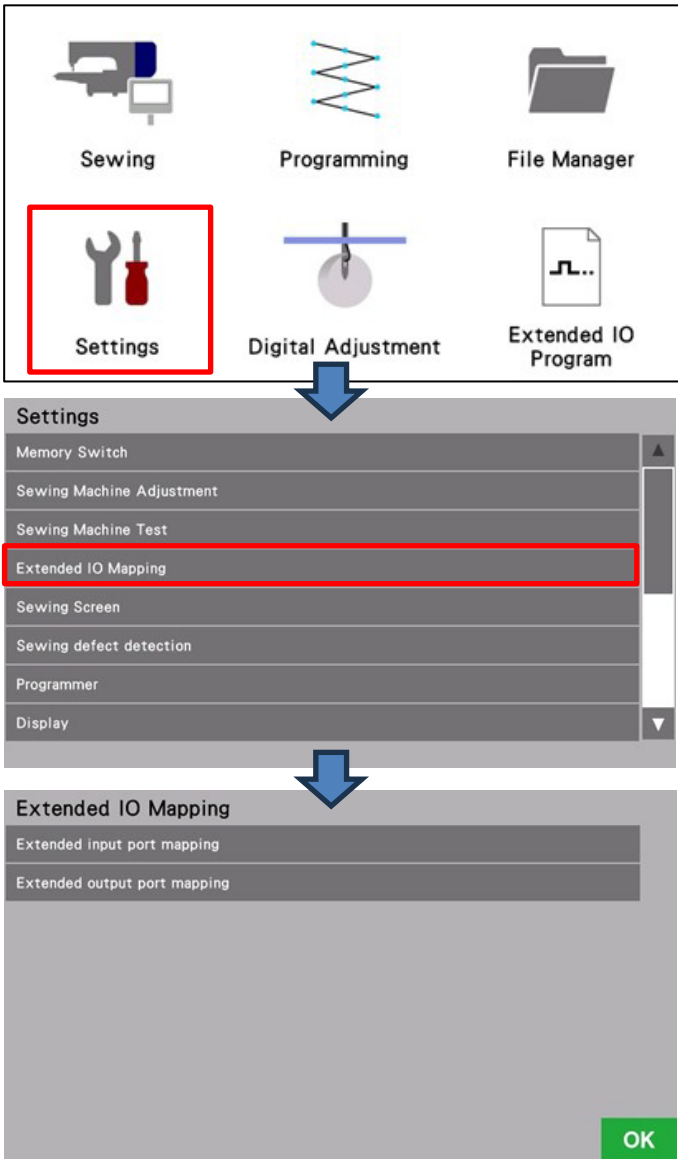 Sewing
Programming
File Manager
Settings
Digital Adjustment
Extended IO
Program
Settings
Memory Switch
Sewing Machine Adjustment
Sewing Machine Test
Extended IO Mapping
Sewing Screen
Sewing defect detection
Programmer
Display
Extended IO Mapping
Extended input port mapping
Extended output port mapping
OK